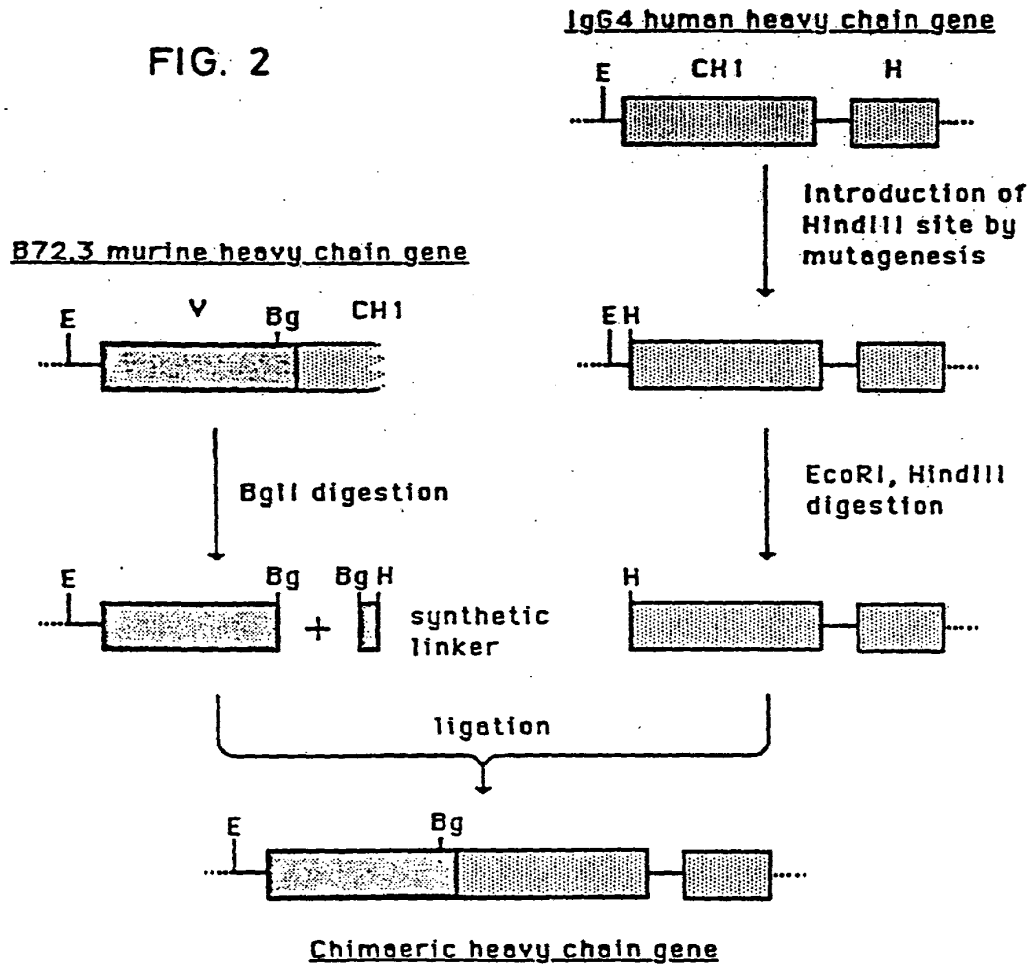 FIG. 2
IgG4 human heavy chain gene
E CH1 H
Introduction of
HindIII site by
mutagenesis
B72.3 murine heavy chain gene
E V Bg CH1
E H
BglI digestion
EcoRI, HindIII
digestion
E Bg Bg H
+
synthetic
linker
H
ligation
E Bg
Chimaeric heavy chain gene